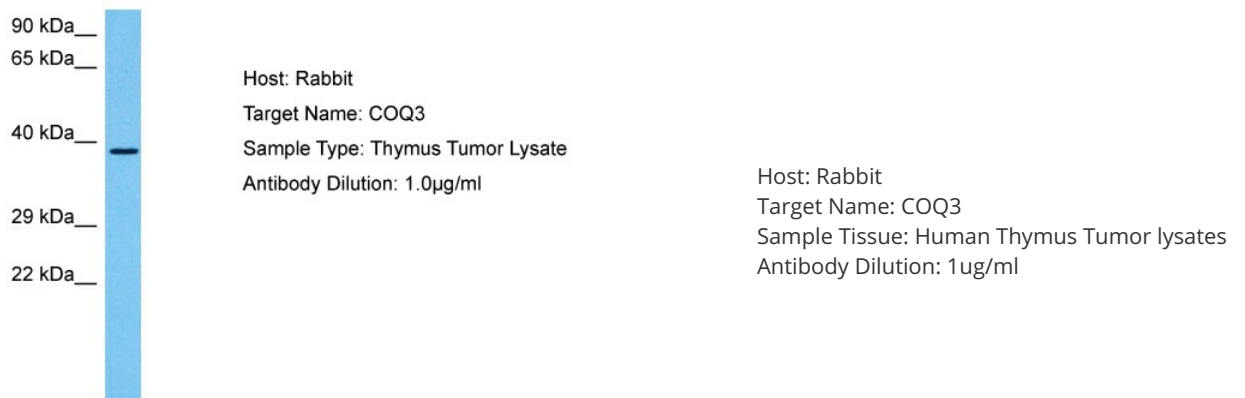 90 kDa__
65 kDa__
40 kDa__
29 kDa__
22 kDa__
Host: Rabbit
Target Name: COQ3
Sample Type: Thymus Tumor Lysate
Antibody Dilution: 1.0µg/ml
Host: Rabbit
Target Name: COQ3
Sample Tissue: Human Thymus Tumor lysates
Antibody Dilution: 1ug/ml